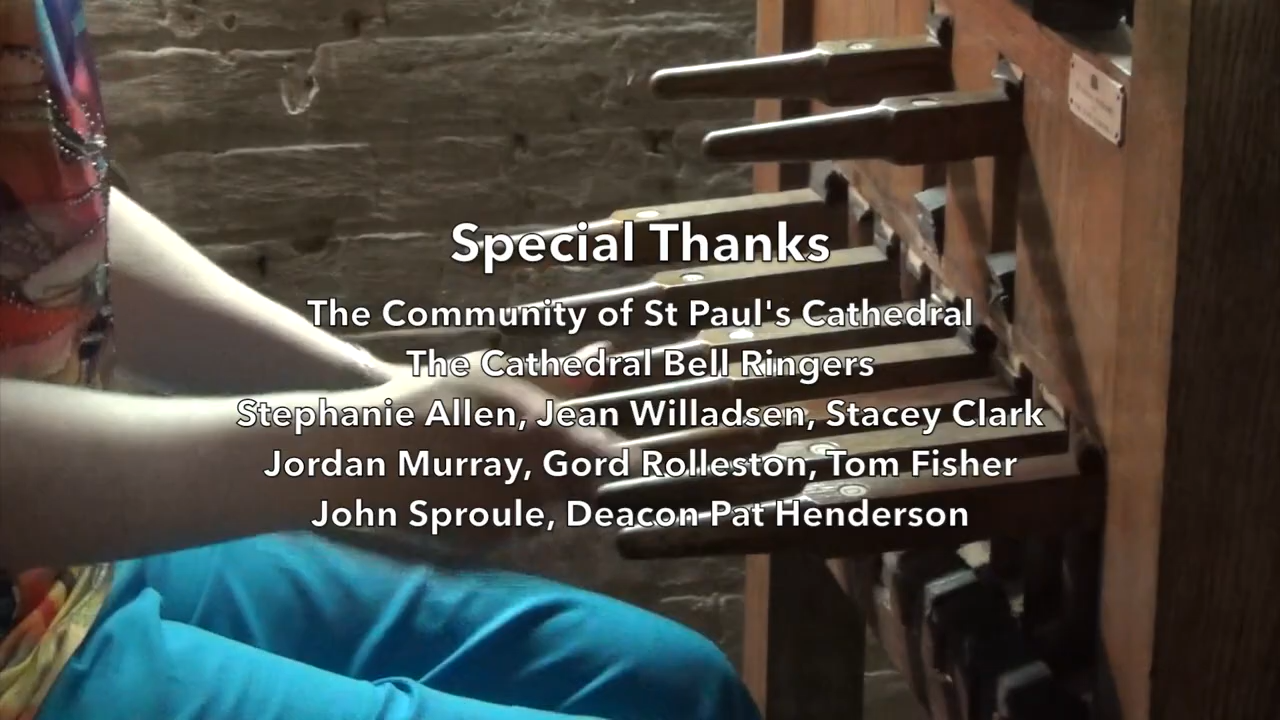 Special Thanks
The Community of St Paul's Cathedral
The Cathedral Bell Ringers
Stephanie Allen, Jean Willadsen, Stacey Clark
Jordan Murray, Gord Rolleston, Tom Fisher
John Sproule, Deacon Pat Henderson